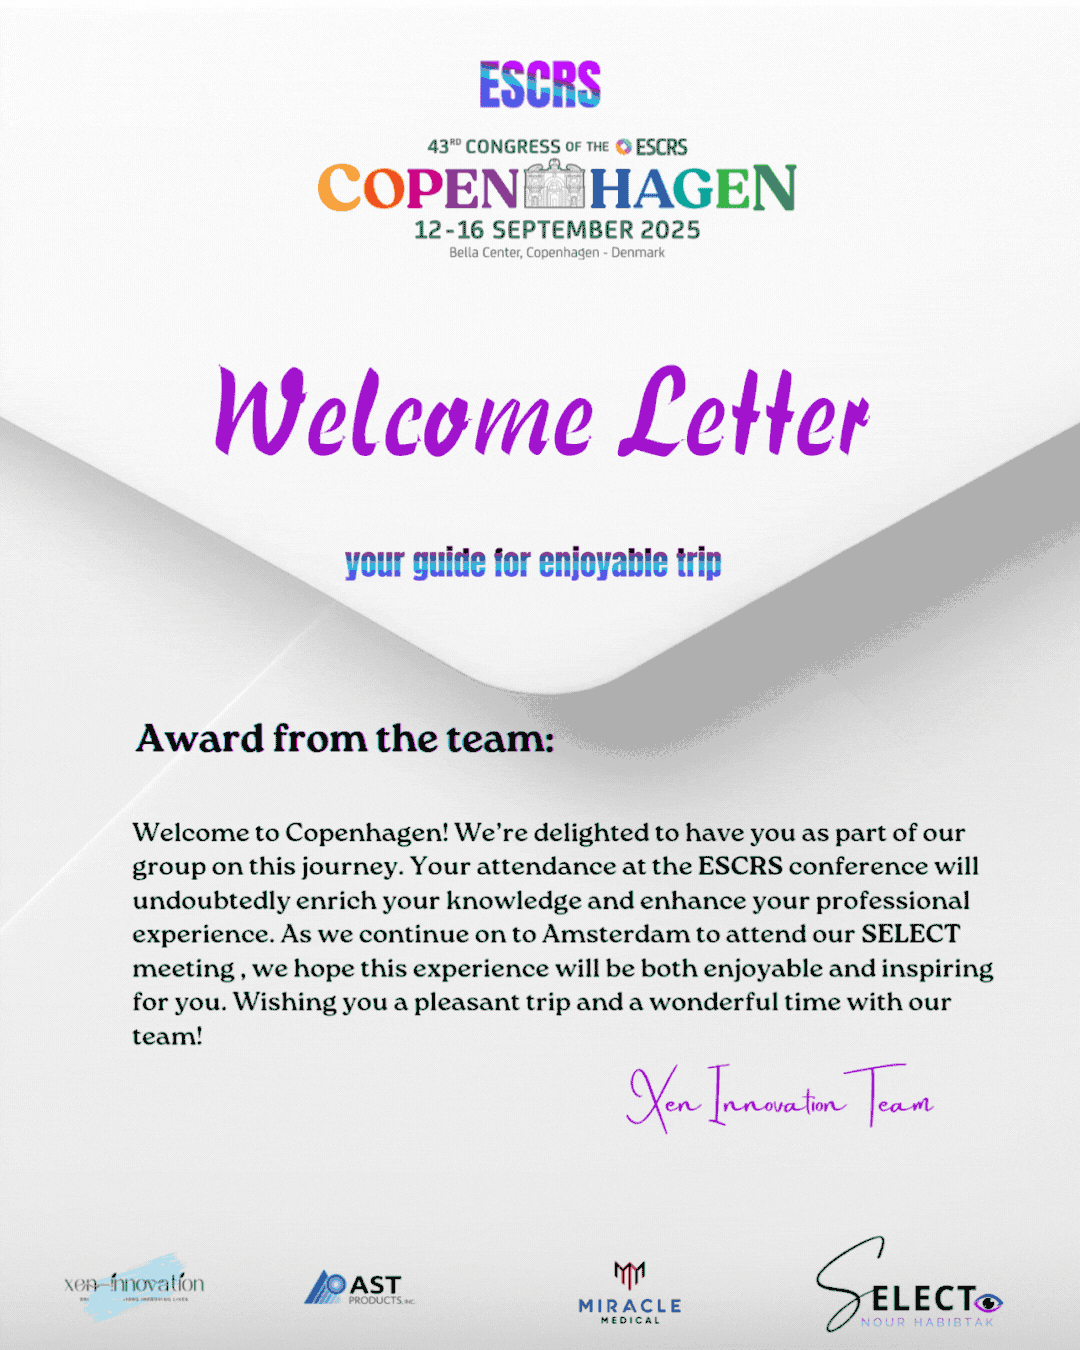 ESCRS
43RD CONGRESS OF THE ESCRS
COPENHAGEN
12-16 SEPTEMBER 2025
Bella Center, Copenhagen - Denmark
Welcome Letter
your guide for enjoyable trip
Award from the team:
Welcome to Copenhagen! We're delighted to have you as part of our
group on this journey. Your attendance at the ESCRS conference will
undoubtedly enrich your knowledge and enhance your professional
experience. As we continue on to Amsterdam to attend our SELECT
meeting , we hope this experience will be both enjoyable and inspiring
for you. Wishing you a pleasant trip and a wonderful time with our
team!
Xen Innovation Team
xen-innovation
IMPROVING LIVES
AST
PRODUCTS, INC.
MIRACLE
MEDICAL
SELECT
NOUR HABIBTAK